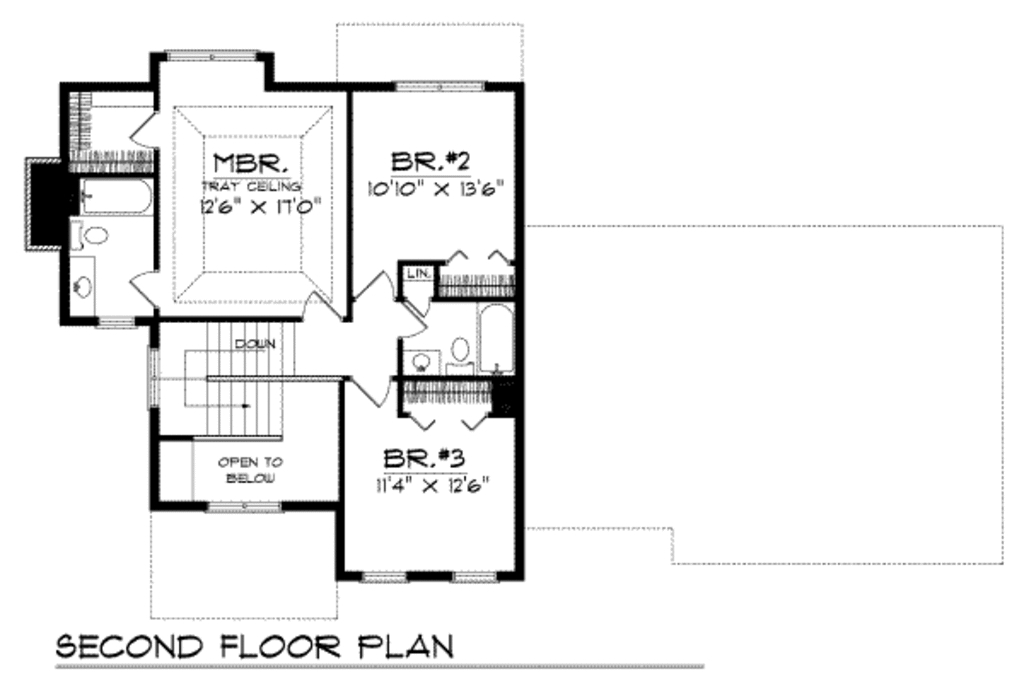 MBR.
TRAY CEILING
12'6" X 17'0"
BR.#2
10'10" X 13'6"
LIN.
DOWN
OPEN TO
BELOW
BR.#3
11'4" X 12'6"
SECOND FLOOR PLAN